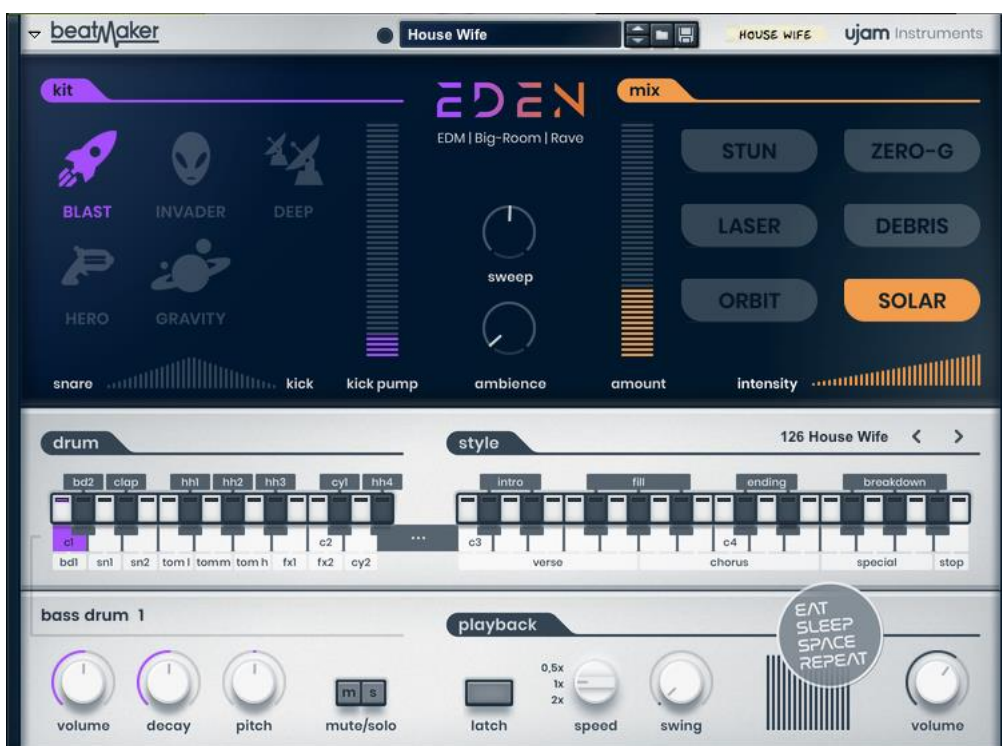 beatMaker
House Wife
HOUSE WIFE
ujam Instruments
kit
EDEN
mix
EDM | Big-Room | Rave
BLAST
INVADER
DEEP
HERO
GRAVITY
STUN
ZERO-G
LASER
DEBRIS
ORBIT
SOLAR
sweep
snare
kick
kick pump
ambience
amount
intensity
drum
style
126 House Wife
bd2 clap hh1 hh2 hh3 cy1 hh4
intro fill ending breakdown
c1 c2 ... c3 c4
bd1 sn1 sn2 tom l tom m tom h fx1 fx2 cy2
verse chorus special stop
bass drum 1
playback
EAT
SLEEP
SPACE
REPEAT
m s
0,5x
1x
2x
volume decay pitch mute/solo
latch speed swing volume